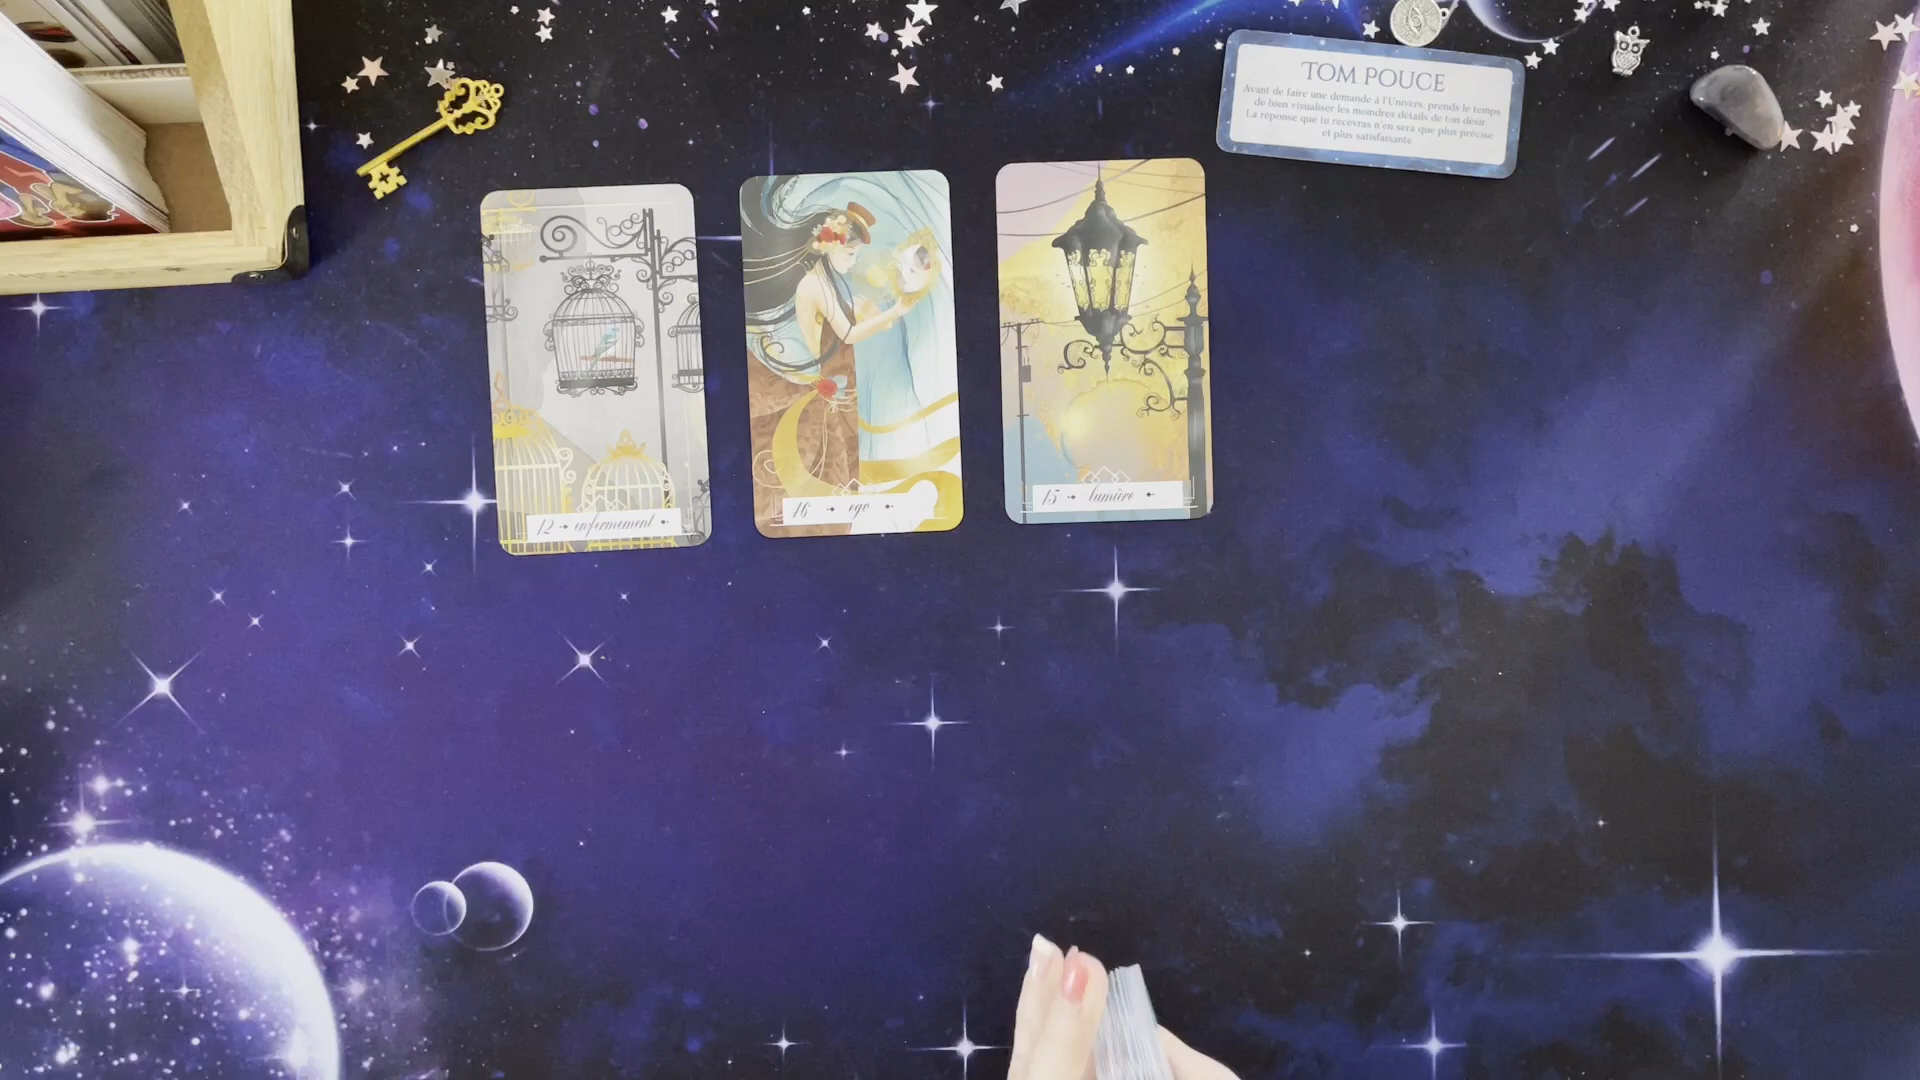 TOM POUCE
Avant de faire une demande à l'Univers, prends le temps
de bien visualiser les moindres détails de ton désir.
La réponse que tu recevras n'en sera que plus précise
et plus satisfaisante
12 enfermement
16 ego
15 lumière